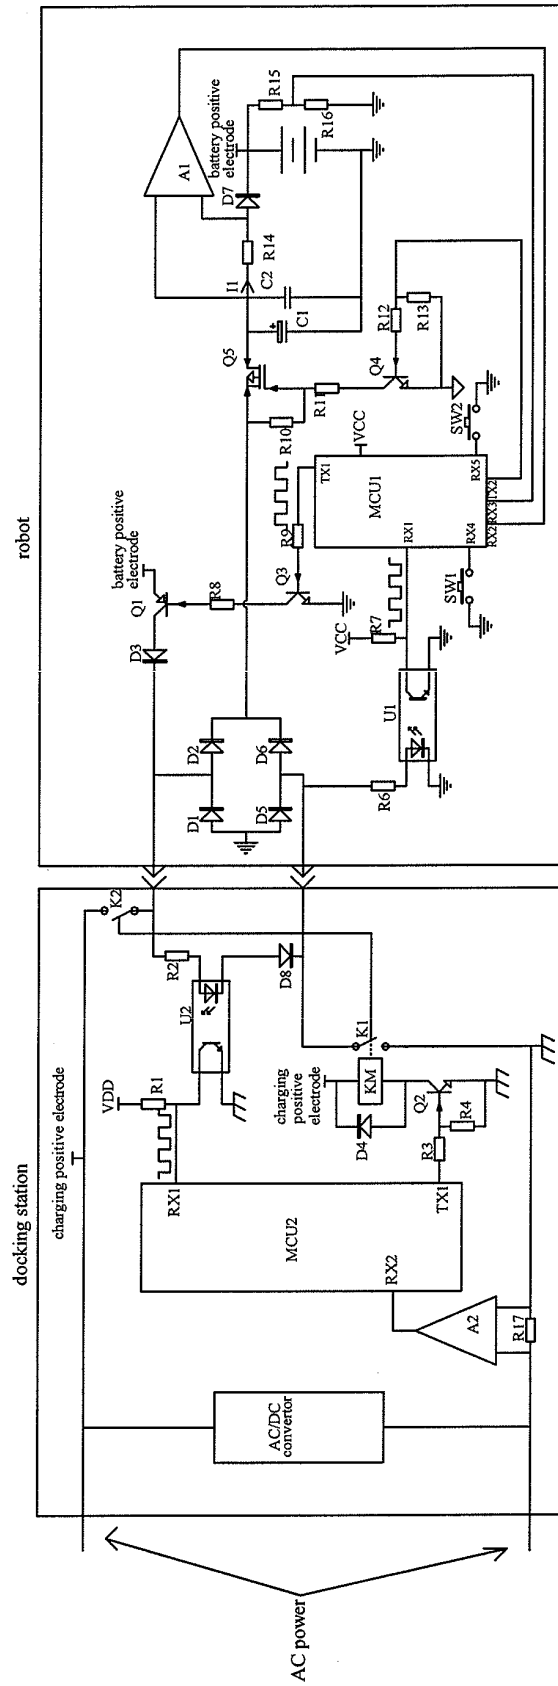 docking station
robot
AC power
charging positive electrode
AC/DC
convertor
MCU2
RX1
RX2
TX1
A2
R17
VDD
R1
U2
R2
K2
D8
charging
positive
electrode
KM
K1
D4
Q2
R3
R4
D1
D2
D5
D6
D3
Q1
battery positive
electrode
R8
Q3
R9
R10
Q5
R11
C1
C2
I1
R14
D7
A1
battery positive
electrode
R15
R16
R6
U1
VCC
R7
MCU1
TX1
VCC
RX1
RX4
RX5
RX2
RX3
TX2
SW1
SW2
Q4
R12
R13